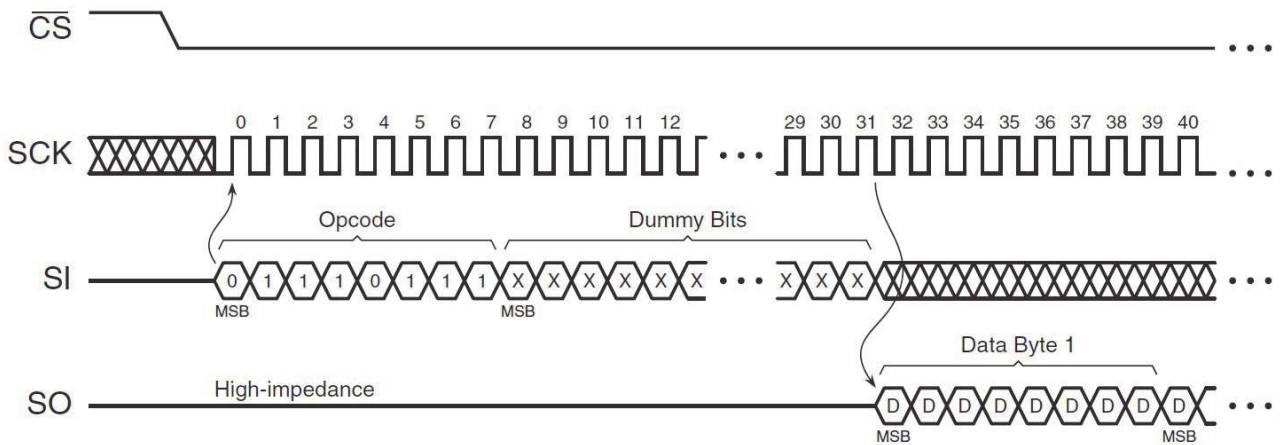 CS
0 1 2 3 4 5 6 7 8 9 10 11 12 29 30 31 32 33 34 35 36 37 38 39 40
SCK
Opcode Dummy Bits
SI 0 1 1 1 0 1 1 1 X X X X X X X X X
MSB MSB
Data Byte 1
High-impedance
SO D D D D D D D D D
MSB MSB